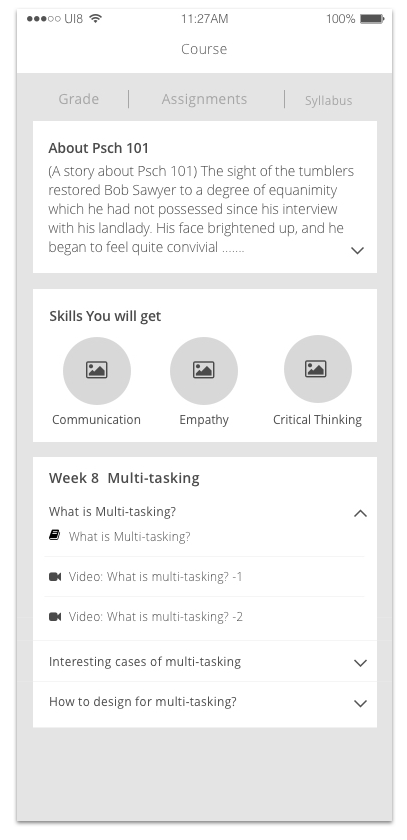 UI8 11:27AM 100%
Course
Grade Assignments Syllabus
About Psch 101
(A story about Psch 101) The sight of the tumblers
restored Bob Sawyer to a degree of equanimity
which he had not possessed since his interview
with his landlady. His face brightened up, and he
began to feel quite convivial .......
Skills You will get
Communication Empathy Critical Thinking
Week 8 Multi-tasking
What is Multi-tasking?
What is Multi-tasking?
Video: What is multi-tasking? -1
Video: What is multi-tasking? -2
Interesting cases of multi-tasking
How to design for multi-tasking?